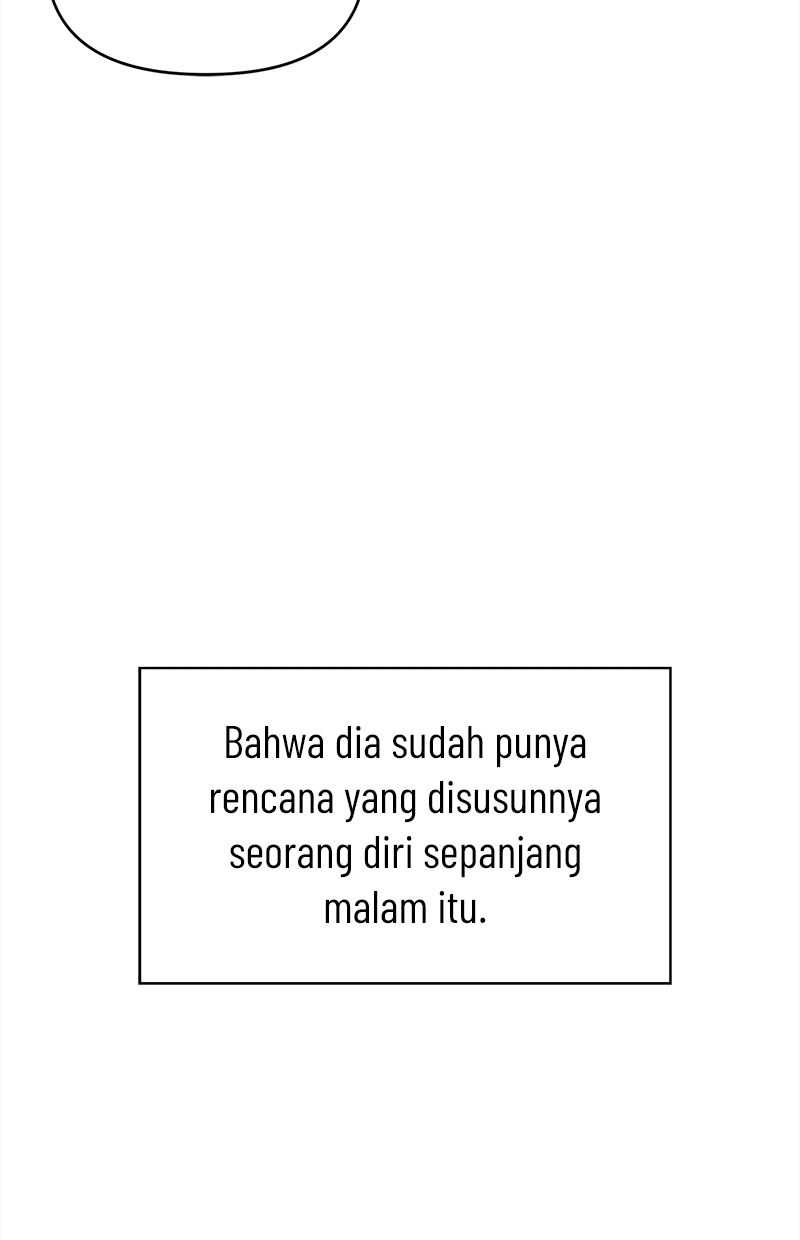 Bahwa dia sudah punya
rencana yang disusunnya
seorang diri sepanjang
malam itu.